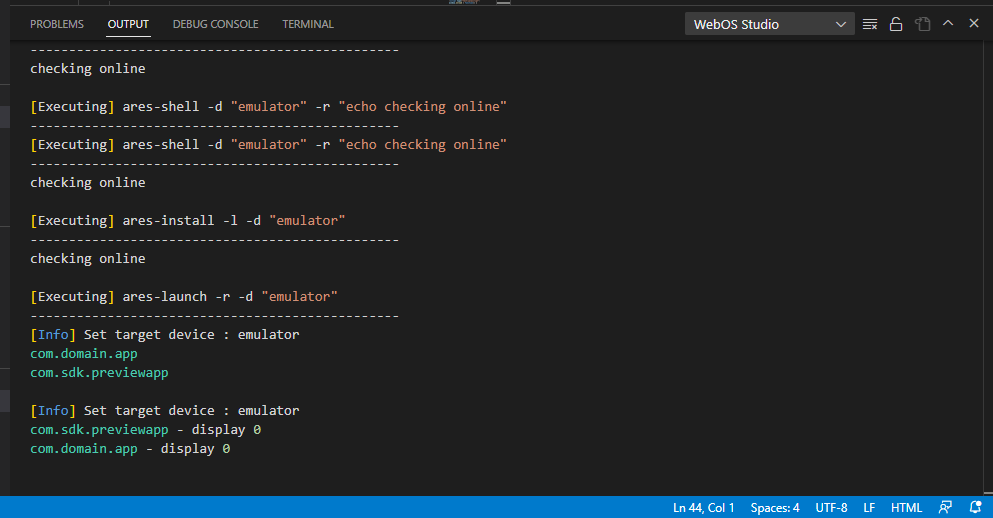 PROBLEMS OUTPUT DEBUG CONSOLE TERMINAL WebOS Studio
------------------------------------------------
checking online
[Executing] ares-shell -d "emulator" -r "echo checking online"
------------------------------------------------
[Executing] ares-shell -d "emulator" -r "echo checking online"
------------------------------------------------
checking online
[Executing] ares-install -l -d "emulator"
------------------------------------------------
checking online
[Executing] ares-launch -r -d "emulator"
------------------------------------------------
[Info] Set target device : emulator
com.domain.app
com.sdk.previewapp
[Info] Set target device : emulator
com.sdk.previewapp - display 0
com.domain.app - display 0
Ln 44, Col 1 Spaces: 4 UTF-8 LF HTML